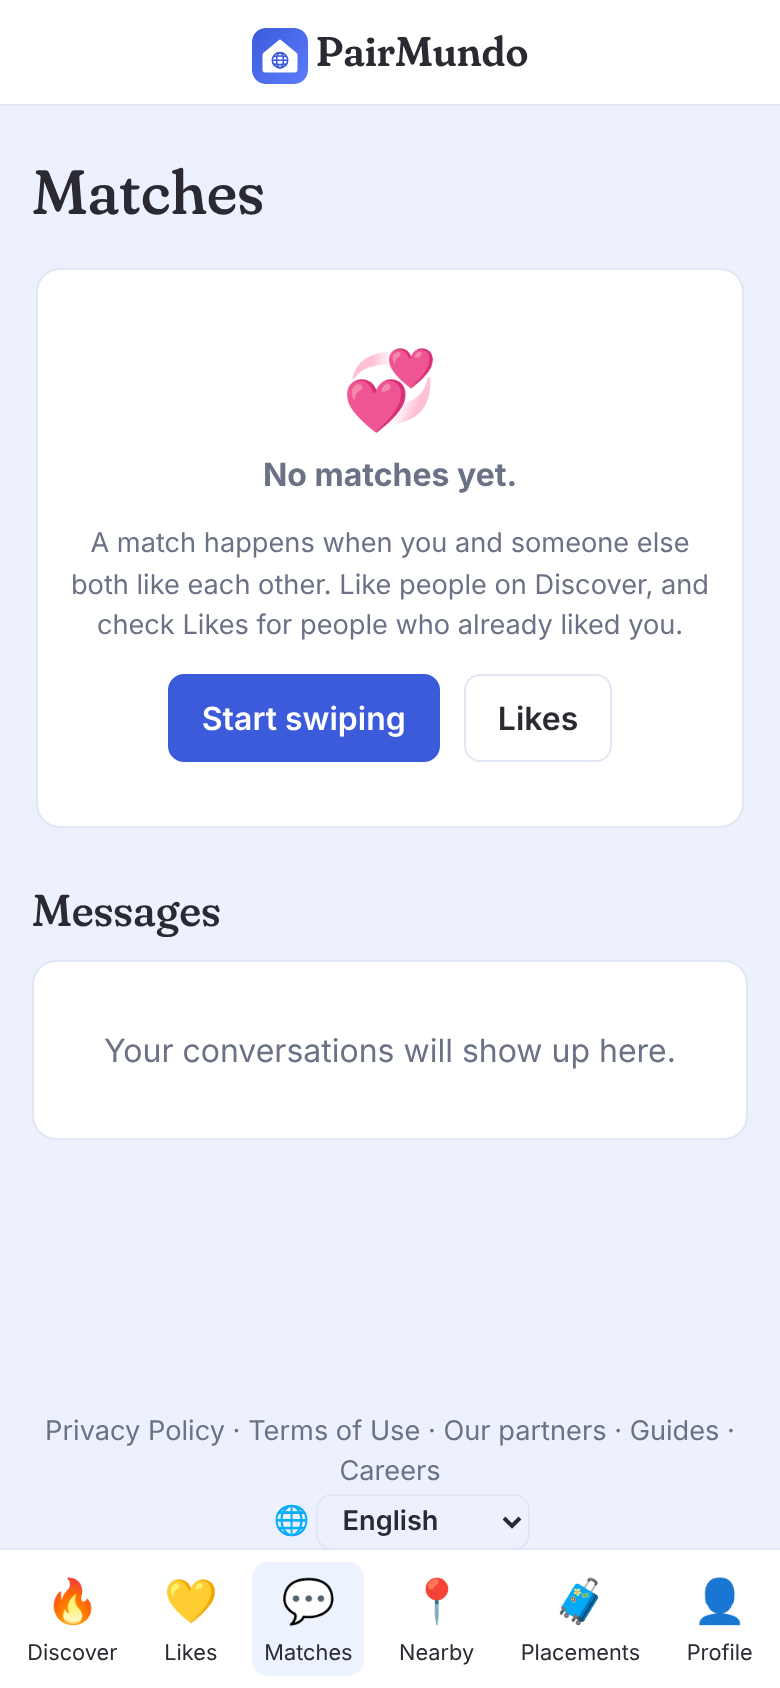 PairMundo
Matches
No matches yet.
A match happens when you and someone else
both like each other. Like people on Discover, and
check Likes for people who already liked you.
Start swiping
Likes
Messages
Your conversations will show up here.
Privacy Policy · Terms of Use · Our partners · Guides ·
Careers
English
Discover
Likes
Matches
Nearby
Placements
Profile